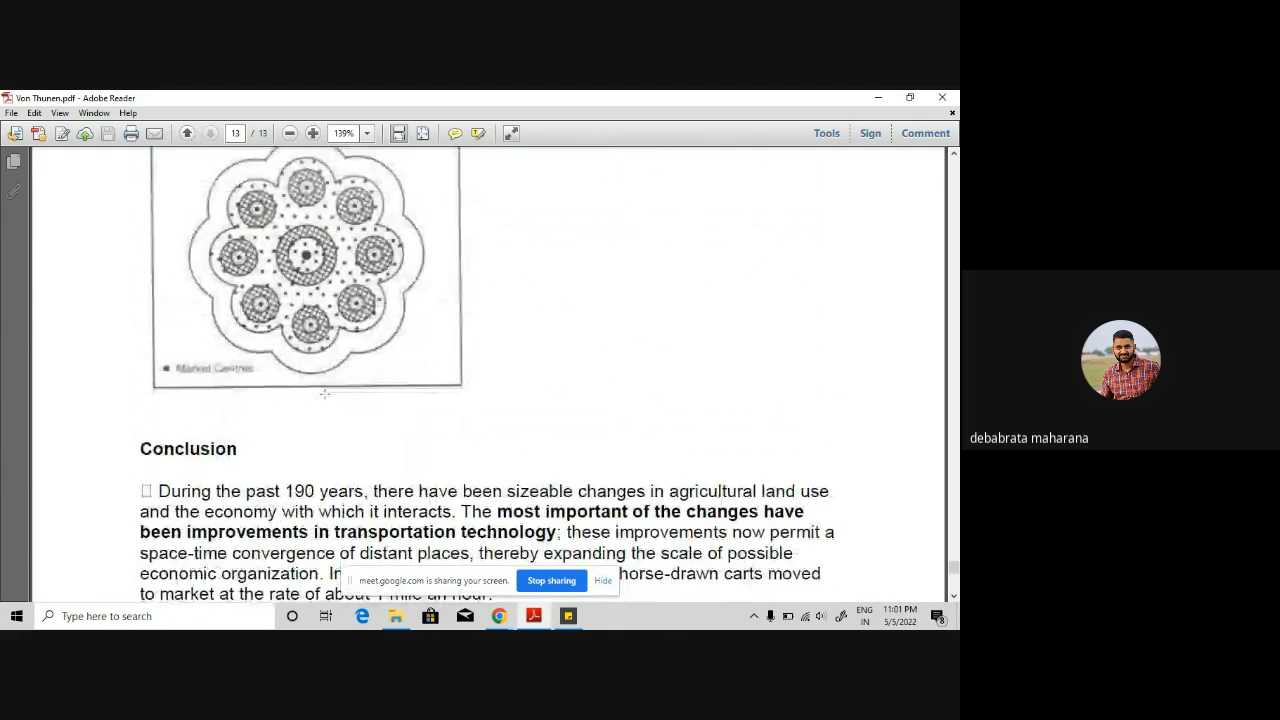 Von Thunen.pdf - Adobe Reader
File Edit View Window Help
13 / 13 139% Tools Sign Comment
Market Centres
Conclusion
During the past 190 years, there have been sizeable changes in agricultural land use
and the economy with which it interacts. The most important of the changes have
been improvements in transportation technology; these improvements now permit a
space-time convergence of distant places, thereby expanding the scale of possible
economic organization. horse-drawn carts moved
to market at the rate of about 1 mile an hour.
meet.google.com is sharing your screen. Stop sharing Hide
debabrata maharana
Type here to search
ENG 11:01 PM
IN 5/5/2022
8